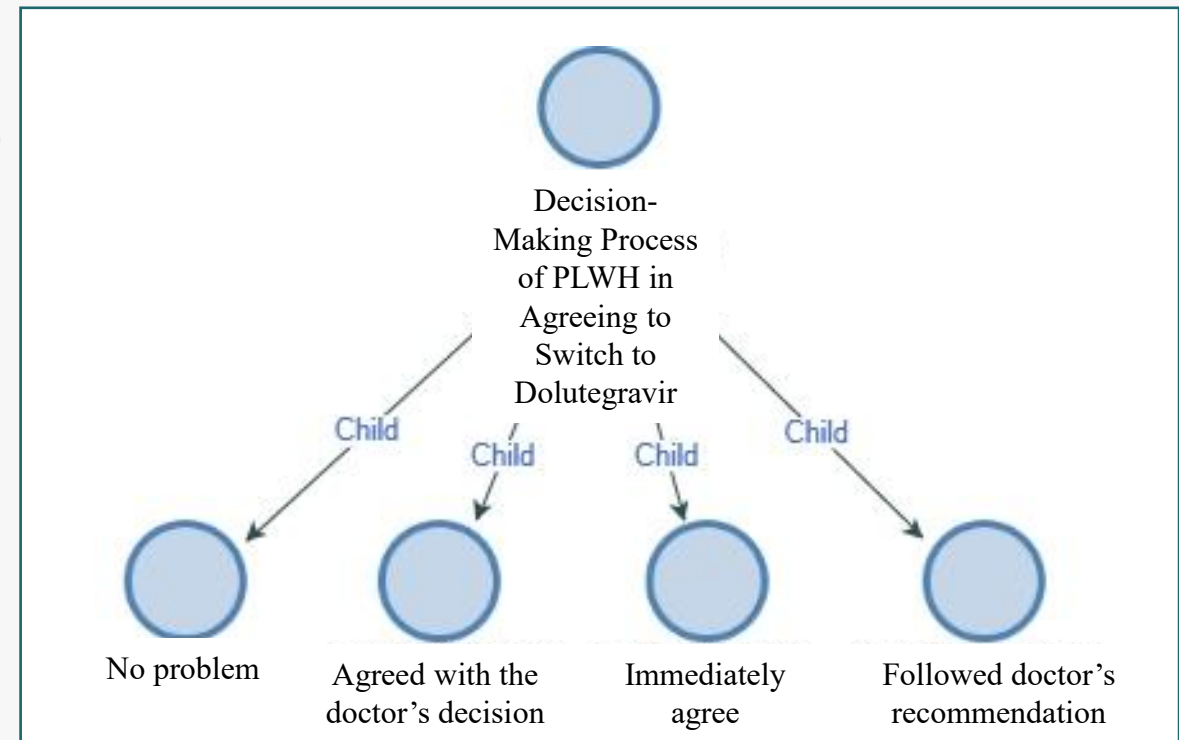 Decision-
Making Process
of PLWH in
Agreeing to
Switch to
Dolutegravir
Child
Child
Child
Child
No problem
Agreed with the
doctor's decision
Immediately
agree
Followed doctor's
recommendation